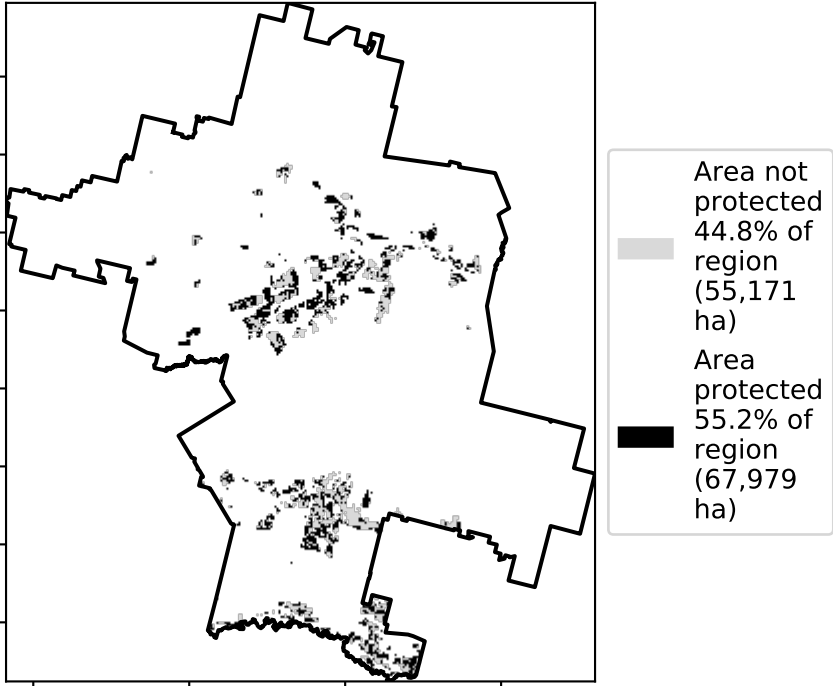 Area not
protected
44.8% of
region
(55,171
ha)
Area
protected
55.2% of
region
(67,979
ha)